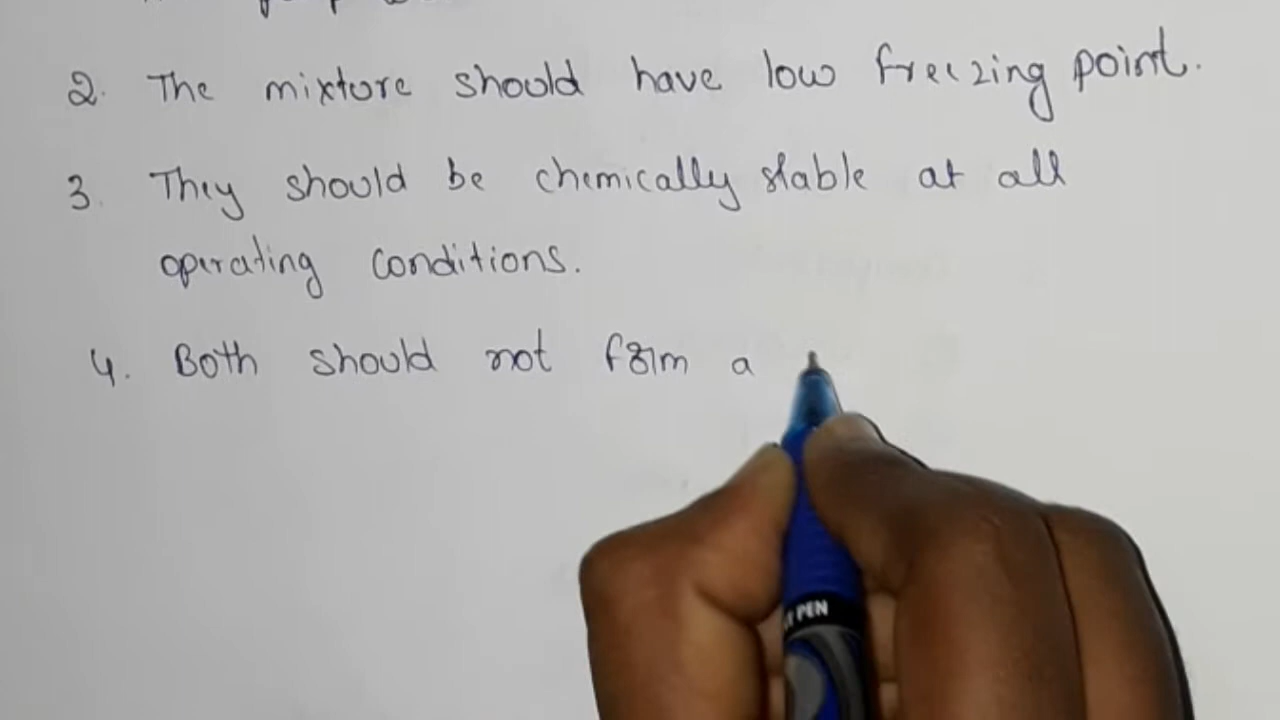 2. The mixture should have low freezing point.
3. They should be chemically stable at all
operating conditions.
4. Both should not form a
PEN